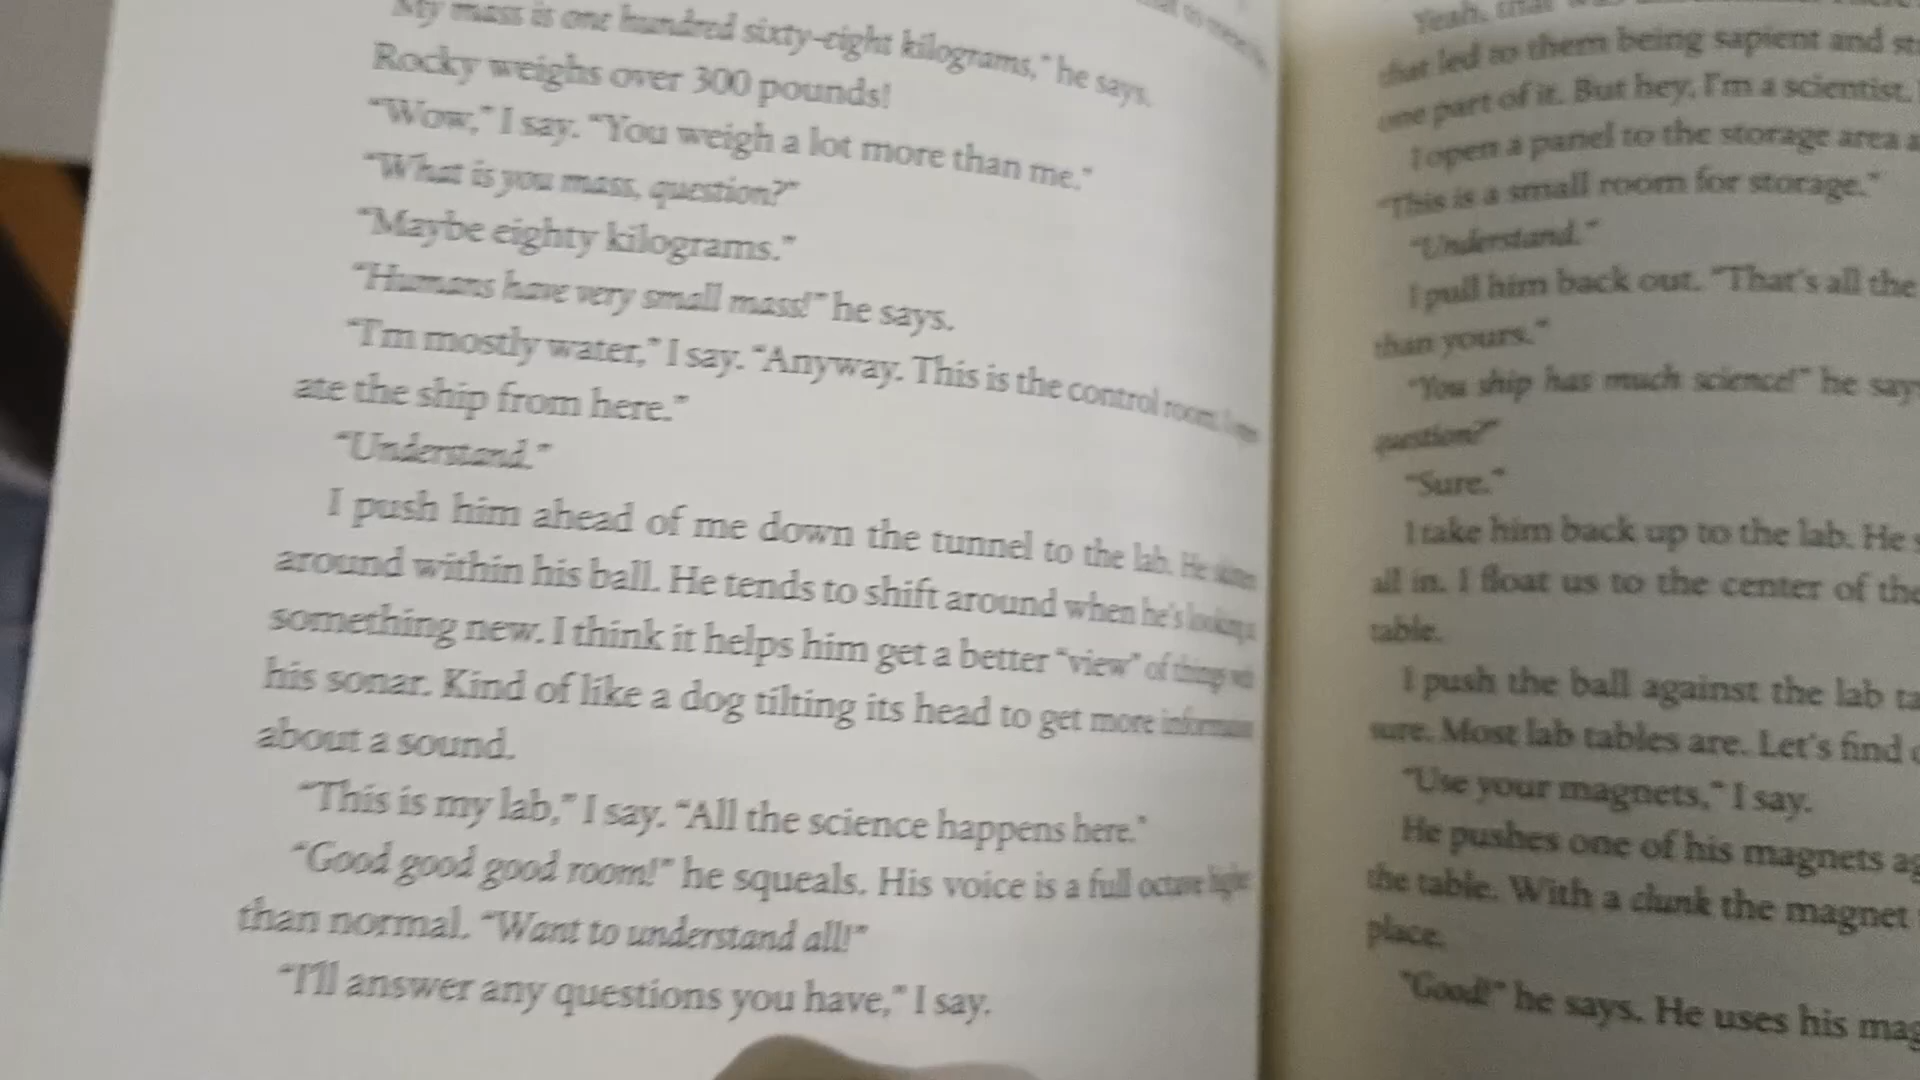 My mass is one hundred sixty-eight kilograms,” he says.
Rocky weighs over 300 pounds!
“Wow,” I say. “You weigh a lot more than me.”
“What is you mass, question?”
“Maybe eighty kilograms.”
“Humans have very small mass!” he says.
“I'm mostly water,” I say. “Anyway. This is the control room. I
ate the ship from here.”
“Understand.”
I push him ahead of me down the tunnel to the lab. He
around within his ball. He tends to shift around when he's looking
something new. I think it helps him get a better “view” of things
his sonar. Kind of like a dog tilting its head to get more
about a sound.
“This is my lab,” I say. “All the science happens here.”
“Good good good room!” he squeals. His voice is a full octave
than normal. “Want to understand all!”
“I'll answer any questions you have,” I say.
Yeah, that was
that led to them being sapient and
one part of it. But hey, I'm a scientist.
I open a panel to the storage area
“This is a small room for storage.”
“Understand.”
I pull him back out. “That's all the
than yours.”
“You ship has much science!” he
question?”
“Sure.”
I take him back up to the lab. He
all in. I float us to the center of the
table.
I push the ball against the lab
sure. Most lab tables are. Let's find
“Use your magnets,” I say.
He pushes one of his magnets
the table. With a clunk the magnet
place.
“Good!” he says. He uses his